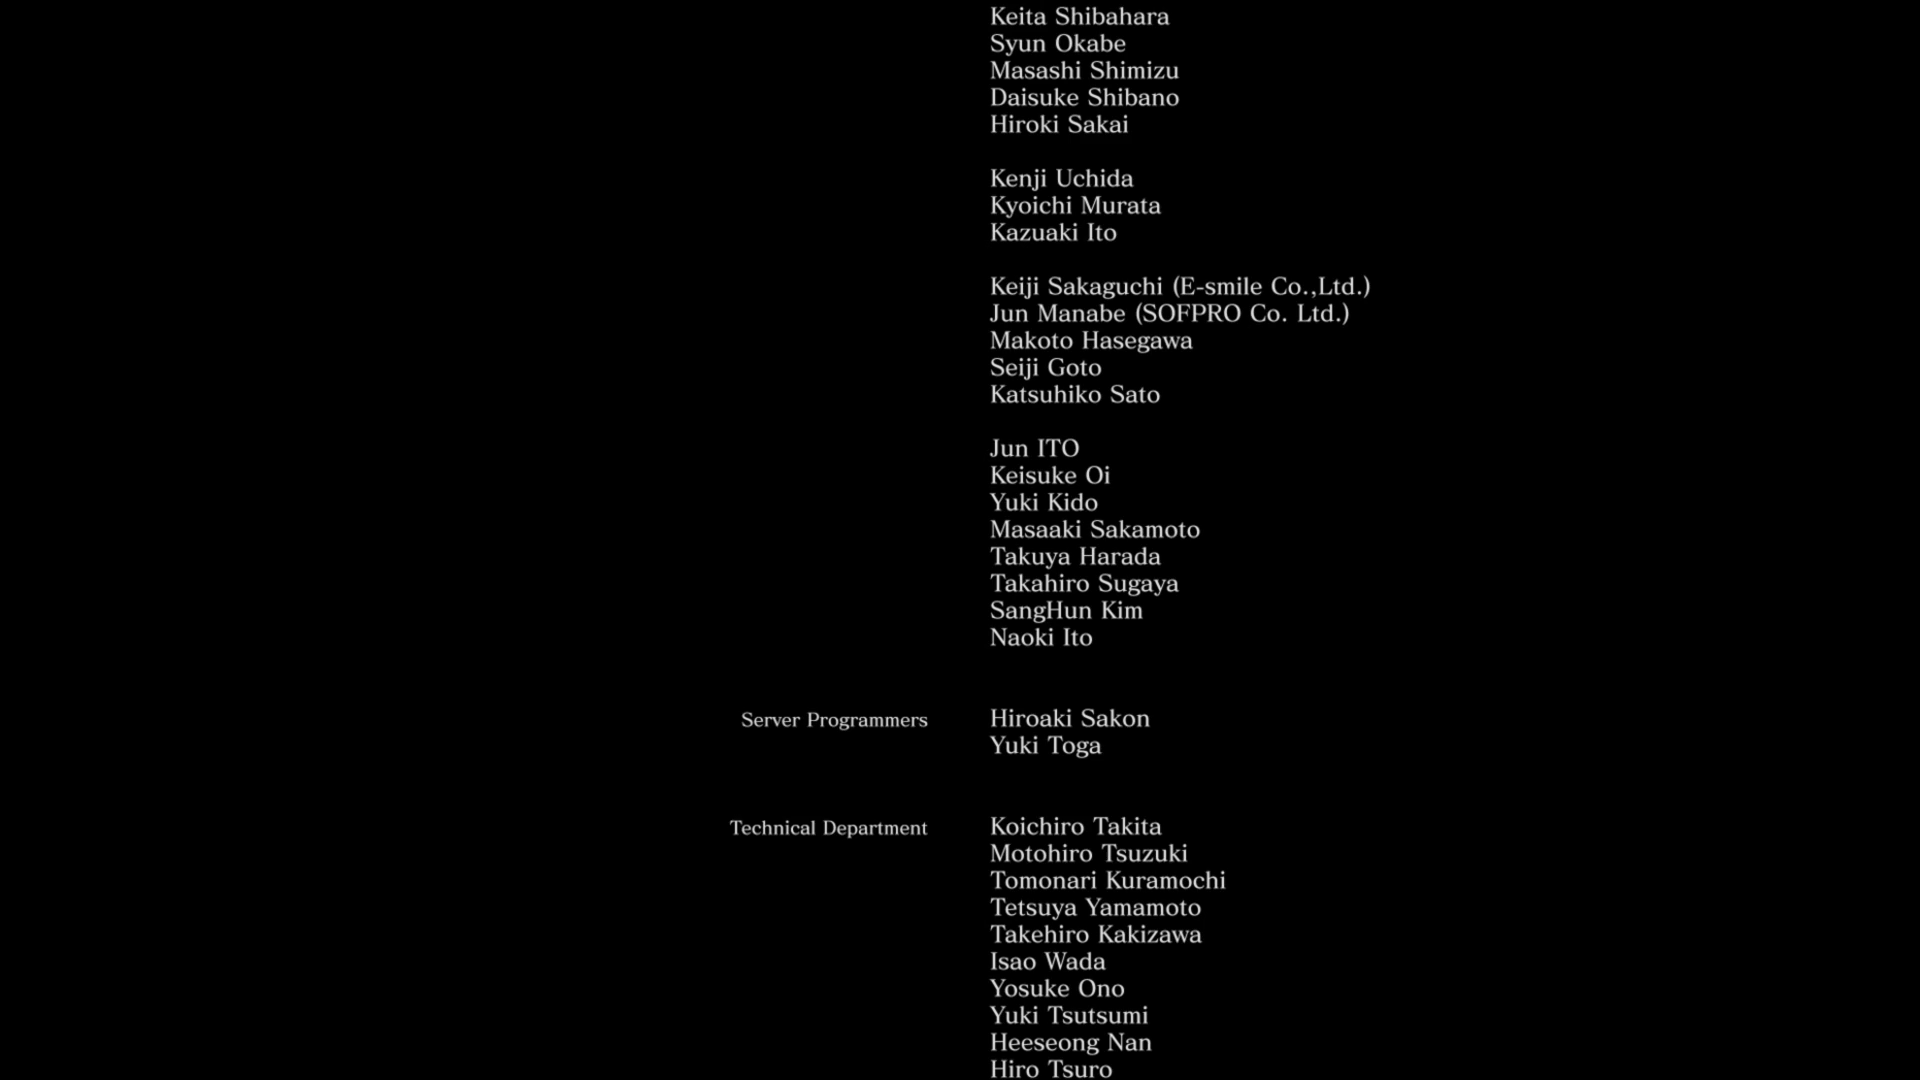 Keita Shibahara
Syun Okabe
Masashi Shimizu
Daisuke Shibano
Hiroki Sakai
Kenji Uchida
Kyoichi Murata
Kazuaki Ito
Keiji Sakaguchi (E-smile Co.,Ltd.)
Jun Manabe (SOFPRO Co. Ltd.)
Makoto Hasegawa
Seiji Goto
Katsuhiko Sato
Jun ITO
Keisuke Oi
Yuki Kido
Masaaki Sakamoto
Takuya Harada
Takahiro Sugaya
SangHun Kim
Naoki Ito
Server Programmers Hiroaki Sakon
Yuki Toga
Technical Department Koichiro Takita
Motohiro Tsuzuki
Tomonari Kuramochi
Tetsuya Yamamoto
Takehiro Kakizawa
Isao Wada
Yosuke Ono
Yuki Tsutsumi
Heeseong Nan
Hiro Tsuro